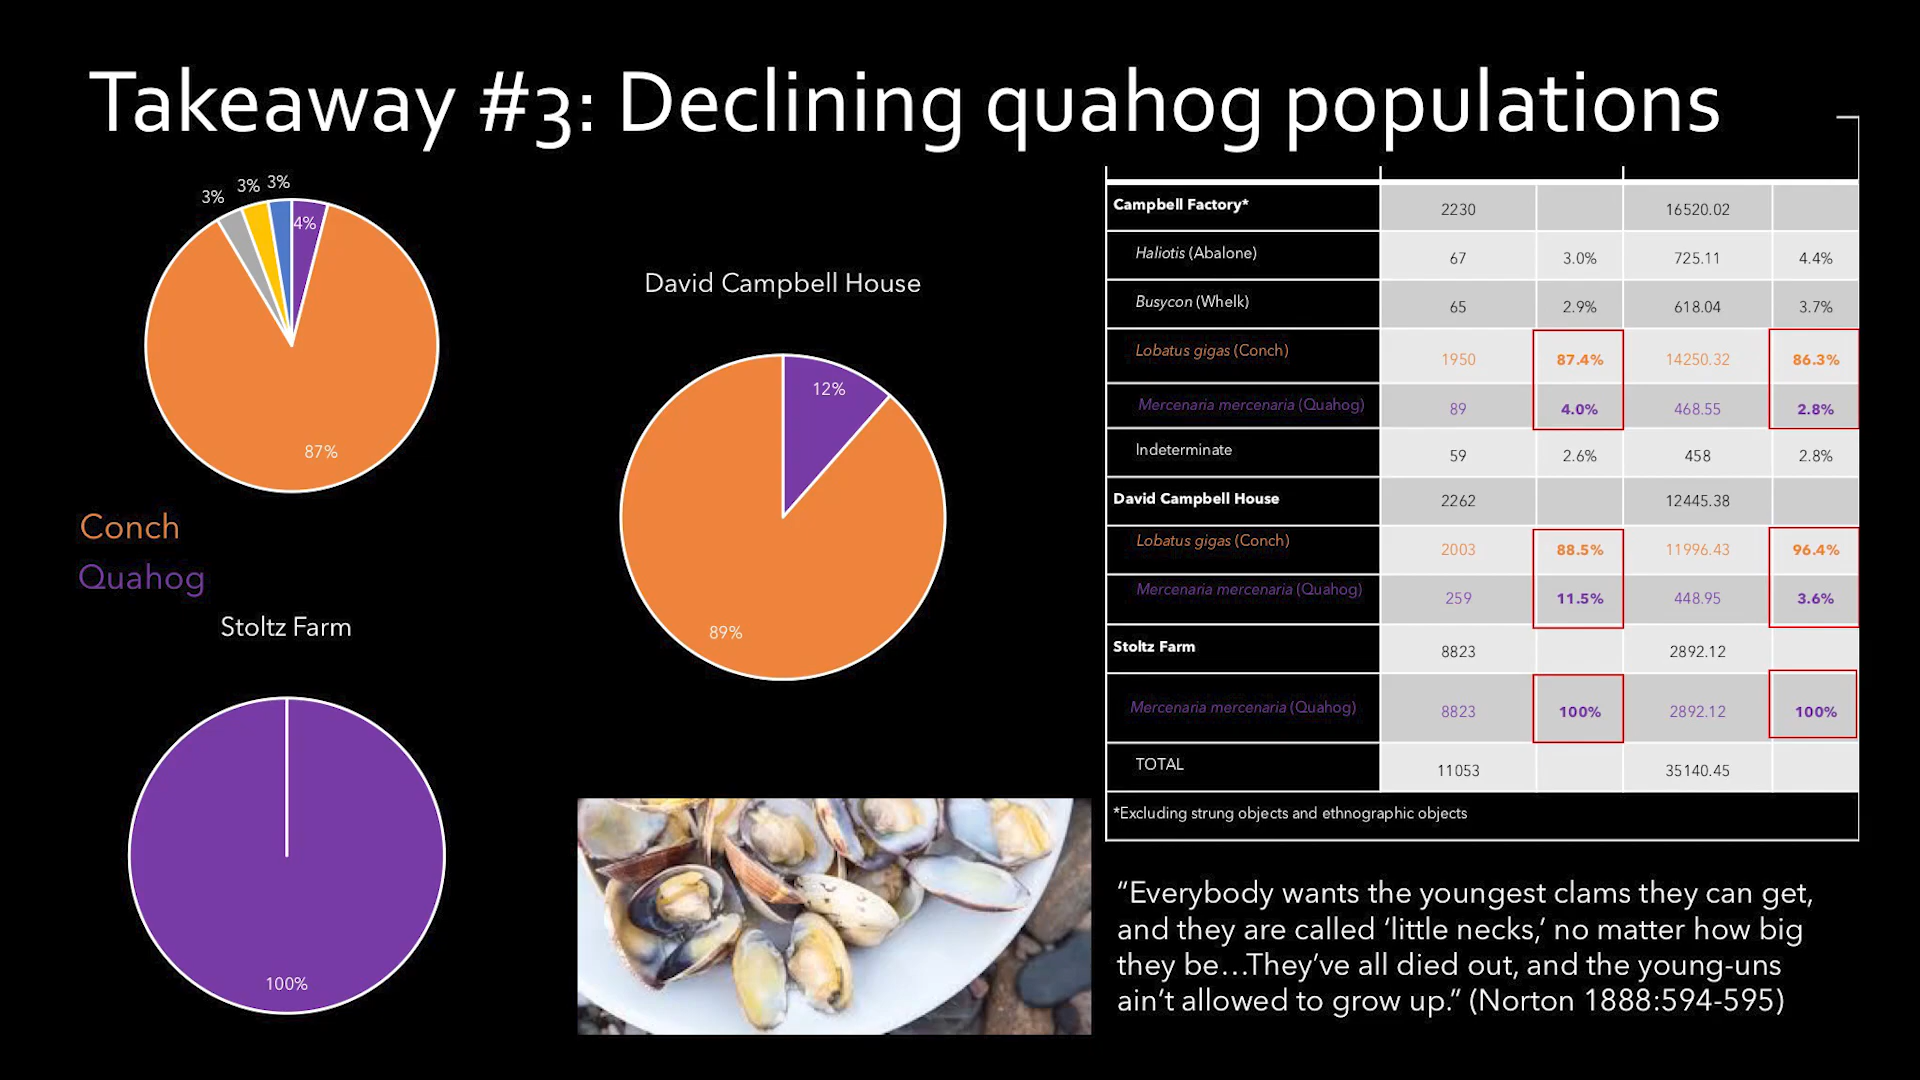 Takeaway #3: Declining quahog populations
3%
3%
3%
4%
87%
Conch
Quahog
David Campbell House
12%
89%
Stoltz Farm
100%
Campbell Factory* 2230 16520.02
Haliotis (Abalone) 67 3.0% 725.11 4.4%
Busycon (Whelk) 65 2.9% 618.04 3.7%
Lobatus gigas (Conch) 1950 87.4% 14250.32 86.3%
Mercenaria mercenaria (Quahog) 89 4.0% 468.55 2.8%
Indeterminate 59 2.6% 458 2.8%
David Campbell House 2262 12445.38
Lobatus gigas (Conch) 2003 88.5% 11996.43 96.4%
Mercenaria mercenaria (Quahog) 259 11.5% 448.95 3.6%
Stoltz Farm 8823 2892.12
Mercenaria mercenaria (Quahog) 8823 100% 2892.12 100%
TOTAL 11053 35140.45
*Excluding strung objects and ethnographic objects
“Everybody wants the youngest clams they can get,
and they are called ‘little necks,’ no matter how big
they be…They’ve all died out, and the young-uns
ain’t allowed to grow up.” (Norton 1888:594-595)